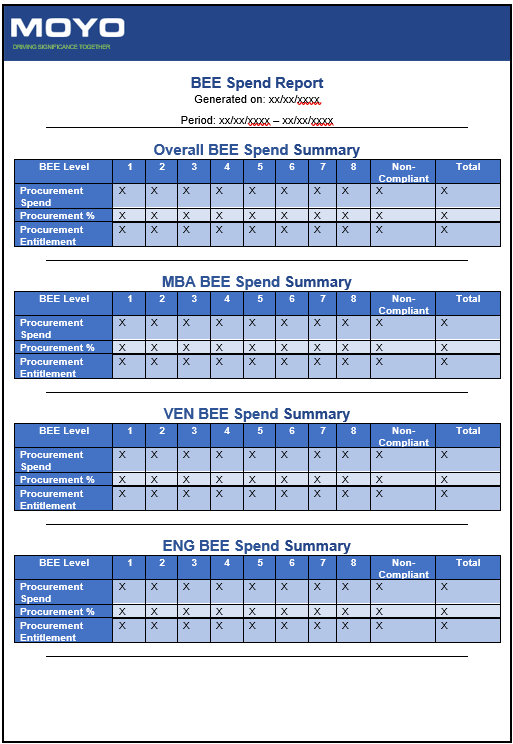 MOYO
DRIVING SIGNIFICANCE TOGETHER
BEE Spend Report
Generated on: xx/xx/xxxx
Period: xx/xx/xxxx – xx/xx/xxxx
Overall BEE Spend Summary
BEE Level 1 2 3 4 5 6 7 8 Non-Compliant Total
Procurement Spend X X X X X X X X X X
Procurement % X X X X X X X X X X
Procurement Entitlement X X X X X X X X X X
MBA BEE Spend Summary
BEE Level 1 2 3 4 5 6 7 8 Non-Compliant Total
Procurement Spend X X X X X X X X X X
Procurement % X X X X X X X X X X
Procurement Entitlement X X X X X X X X X X
VEN BEE Spend Summary
BEE Level 1 2 3 4 5 6 7 8 Non-Compliant Total
Procurement Spend X X X X X X X X X X
Procurement % X X X X X X X X X X
Procurement Entitlement X X X X X X X X X X
ENG BEE Spend Summary
BEE Level 1 2 3 4 5 6 7 8 Non-Compliant Total
Procurement Spend X X X X X X X X X X
Procurement % X X X X X X X X X X
Procurement Entitlement X X X X X X X X X X